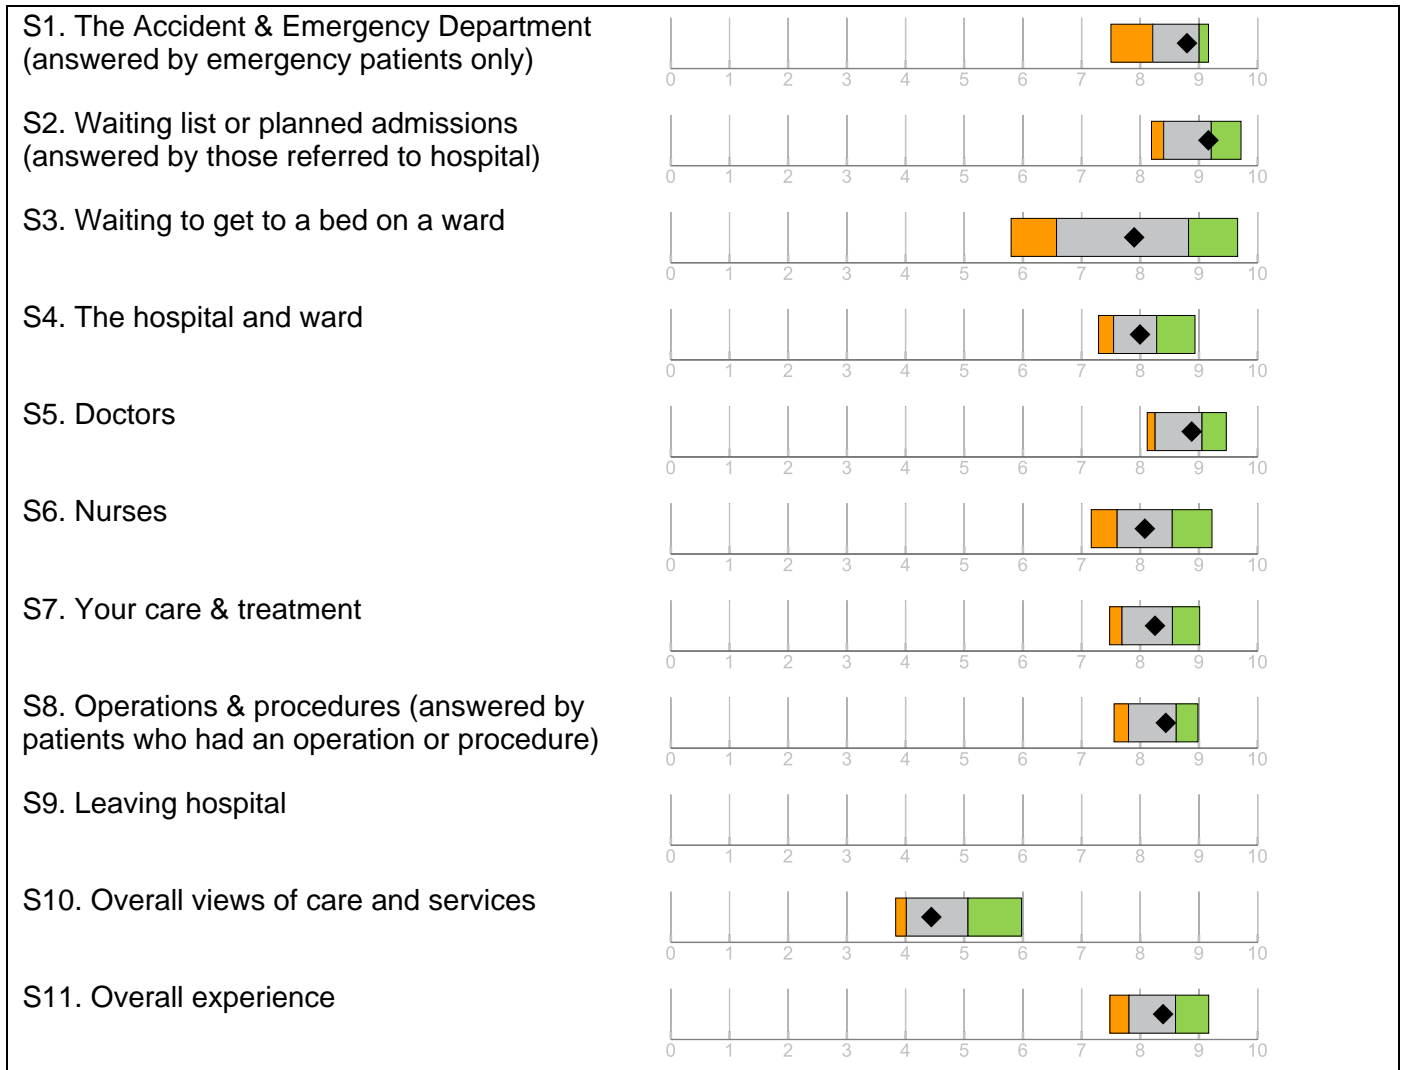 S1. The Accident & Emergency Department
(answered by emergency patients only)
0 1 2 3 4 5 6 7 8 9 10
S2. Waiting list or planned admissions
(answered by those referred to hospital)
0 1 2 3 4 5 6 7 8 9 10
S3. Waiting to get to a bed on a ward
0 1 2 3 4 5 6 7 8 9 10
S4. The hospital and ward
0 1 2 3 4 5 6 7 8 9 10
S5. Doctors
0 1 2 3 4 5 6 7 8 9 10
S6. Nurses
0 1 2 3 4 5 6 7 8 9 10
S7. Your care & treatment
0 1 2 3 4 5 6 7 8 9 10
S8. Operations & procedures (answered by
patients who had an operation or procedure)
0 1 2 3 4 5 6 7 8 9 10
S9. Leaving hospital
0 1 2 3 4 5 6 7 8 9 10
S10. Overall views of care and services
0 1 2 3 4 5 6 7 8 9 10
S11. Overall experience
0 1 2 3 4 5 6 7 8 9 10